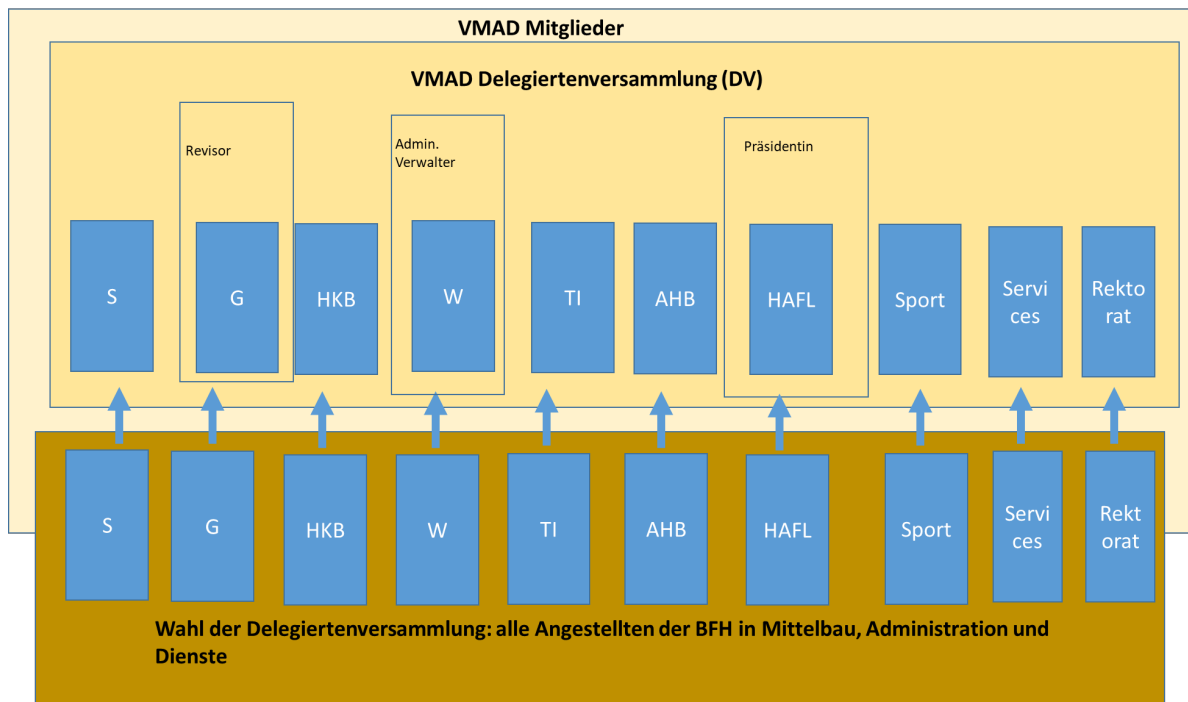 VMAD Mitglieder
VMAD Delegiertenversammlung (DV)
Revisor
Admin.
Verwalter
Präsidentin
S
G
HKB
W
TI
AHB
HAFL
Sport
Servi
ces
Rekto
rat
S
G
HKB
W
TI
AHB
HAFL
Sport
Servi
ces
Rekt
orat
Wahl der Delegiertenversammlung: alle Angestellten der BFH in Mittelbau, Administration und
Dienste